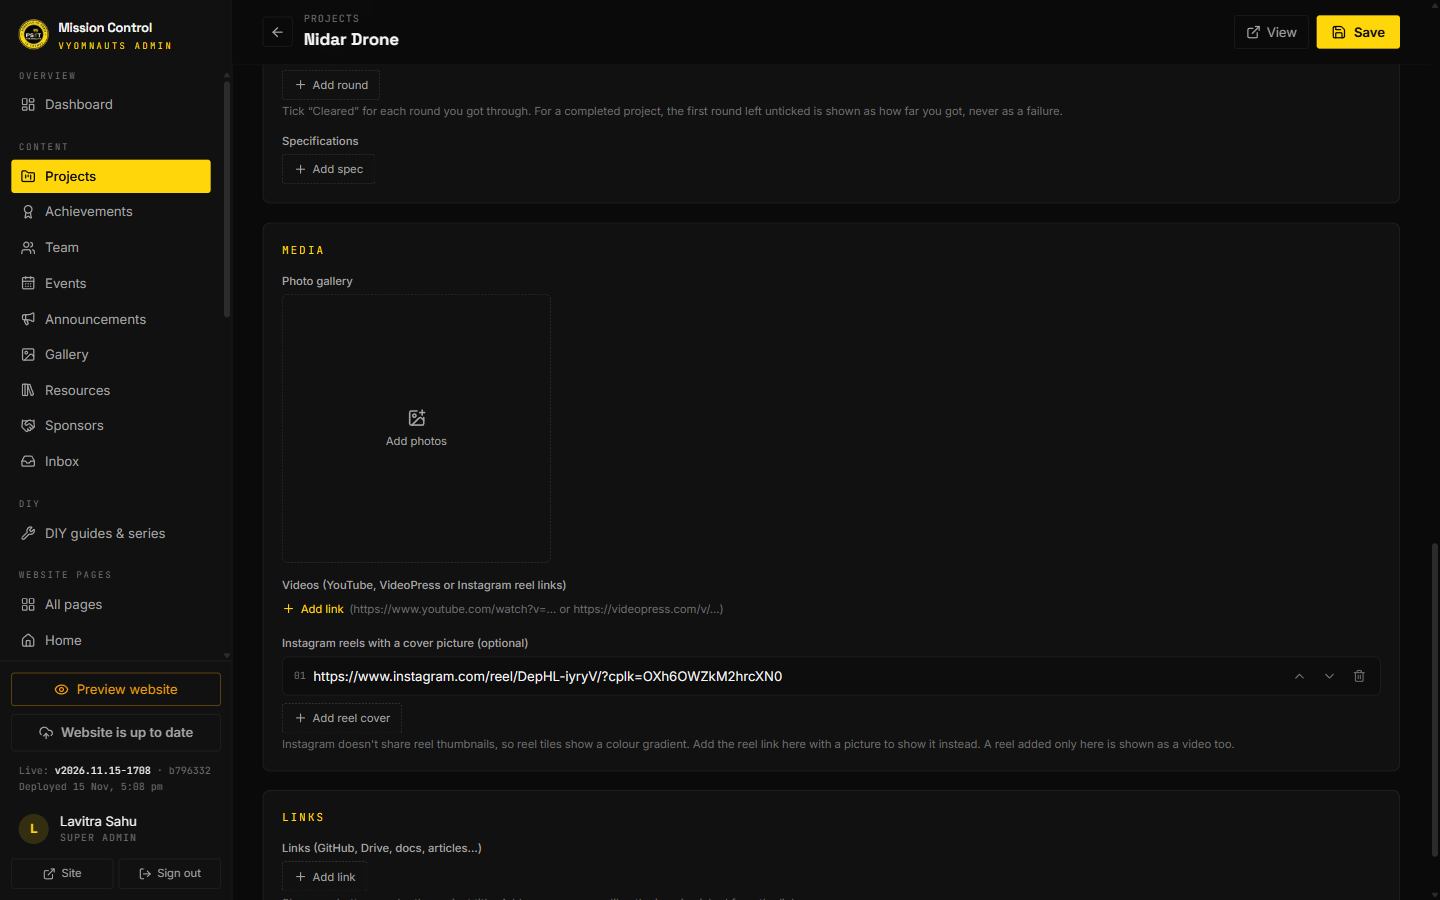 Mission Control
VYOMNAUTS ADMIN
OVERVIEW
Dashboard
CONTENT
Projects
Achievements
Team
Events
Announcements
Gallery
Resources
Sponsors
Inbox
DIY
DIY guides & series
WEBSITE PAGES
All pages
Home
Preview website
Website is up to date
Live: v2026.11.15-1708 · b796332
Deployed 15 Nov, 5:08 pm
L
Lavitra Sahu
SUPER ADMIN
Site
Sign out
PROJECTS
Nidar Drone
View
Save
Add round
Tick “Cleared” for each round you got through. For a completed project, the first round left unticked is shown as how far you got, never as a failure.
Specifications
Add spec
MEDIA
Photo gallery
Add photos
Videos (YouTube, VideoPress or Instagram reel links)
Add link (https://www.youtube.com/watch?v=... or https://videopress.com/v/...)
Instagram reels with a cover picture (optional)
01 https://www.instagram.com/reel/DepHL-iyryV/?cplk=OXh6OWZkM2hrcXN0
Add reel cover
Instagram doesn't share reel thumbnails, so reel tiles show a colour gradient. Add the reel link here with a picture to show it instead. A reel added only here is shown as a video too.
LINKS
Links (GitHub, Drive, docs, articles...)
Add link